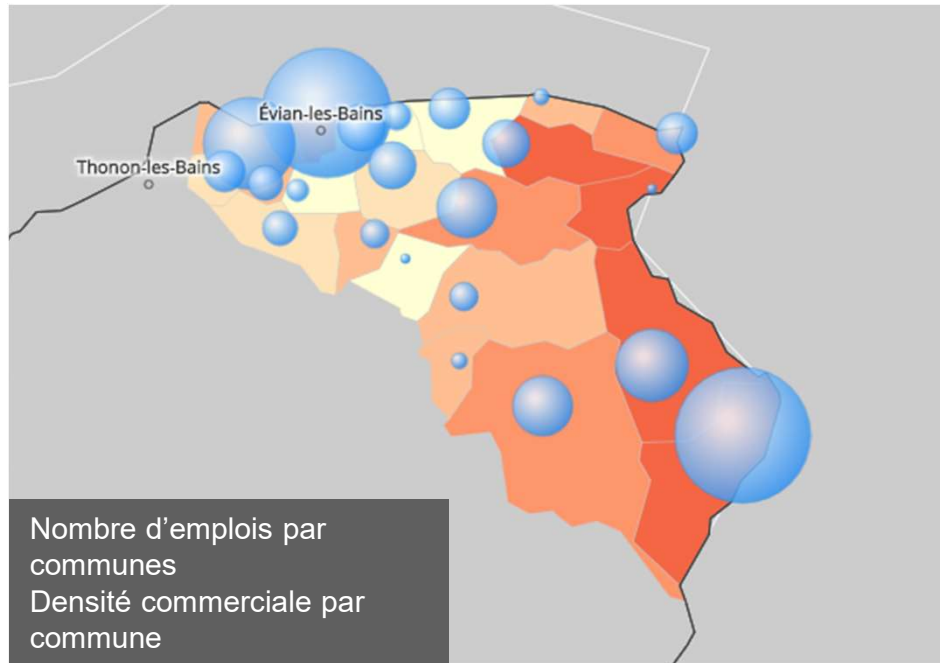 Évian-les-Bains
Thonon-les-Bains
Nombre d'emplois par
communes
Densité commerciale par
commune